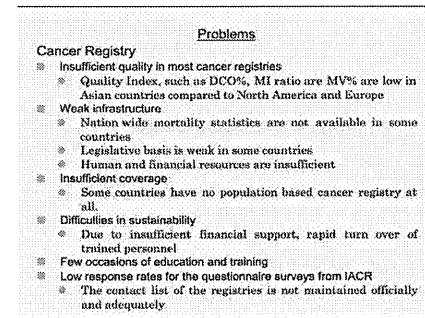 Problems
Cancer Registry
Insufficient quality in most cancer registries
Quality Index, such as DCO%, MI ratio are MV% are low in
Asian countries compared to North America and Europe
Weak infrastructure
Nation wide mortality statistics are not available in some
countries
Legislative basis is weak in some countries
Human and financial resources are insufficient
Insufficient coverage
Some countries have no population based cancer registry at
all.
Difficulties in sustainability
Due to insufficient financial support, rapid turn over of
trained personnel
Few occasions of education and training
Low response rates for the questionnaire surveys from IACR
The contact list of the registries is not maintained officially
and adequately